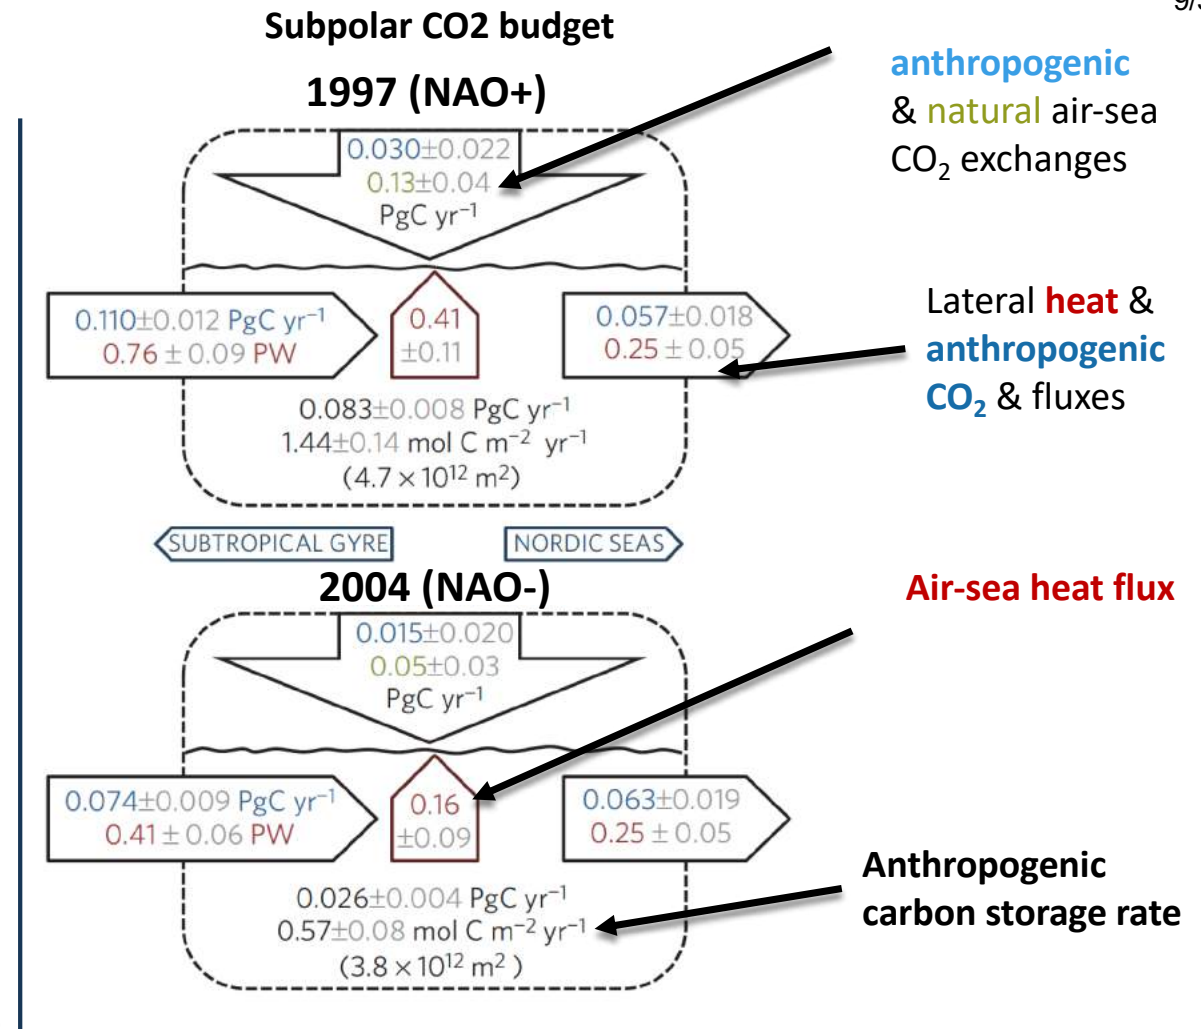 Subpolar CO2 budget
1997 (NAO+)
0.030±0.022
0.13±0.04
PgC yr⁻¹
anthropogenic
& natural air-sea
CO₂ exchanges
0.110±0.012 PgC yr⁻¹
0.76 ± 0.09 PW
0.41
±0.11
0.057±0.018
0.25 ± 0.05
Lateral heat &
anthropogenic
CO₂ & fluxes
0.083±0.008 PgC yr⁻¹
1.44±0.14 mol C m⁻² yr⁻¹
(4.7 × 10¹² m²)
SUBTROPICAL GYRE
NORDIC SEAS
2004 (NAO-)
0.015±0.020
0.05±0.03
PgC yr⁻¹
Air-sea heat flux
0.074±0.009 PgC yr⁻¹
0.41 ± 0.06 PW
0.16
±0.09
0.063±0.019
0.25 ± 0.05
0.026±0.004 PgC yr⁻¹
0.57±0.08 mol C m⁻² yr⁻¹
(3.8 × 10¹² m²)
Anthropogenic
carbon storage rate